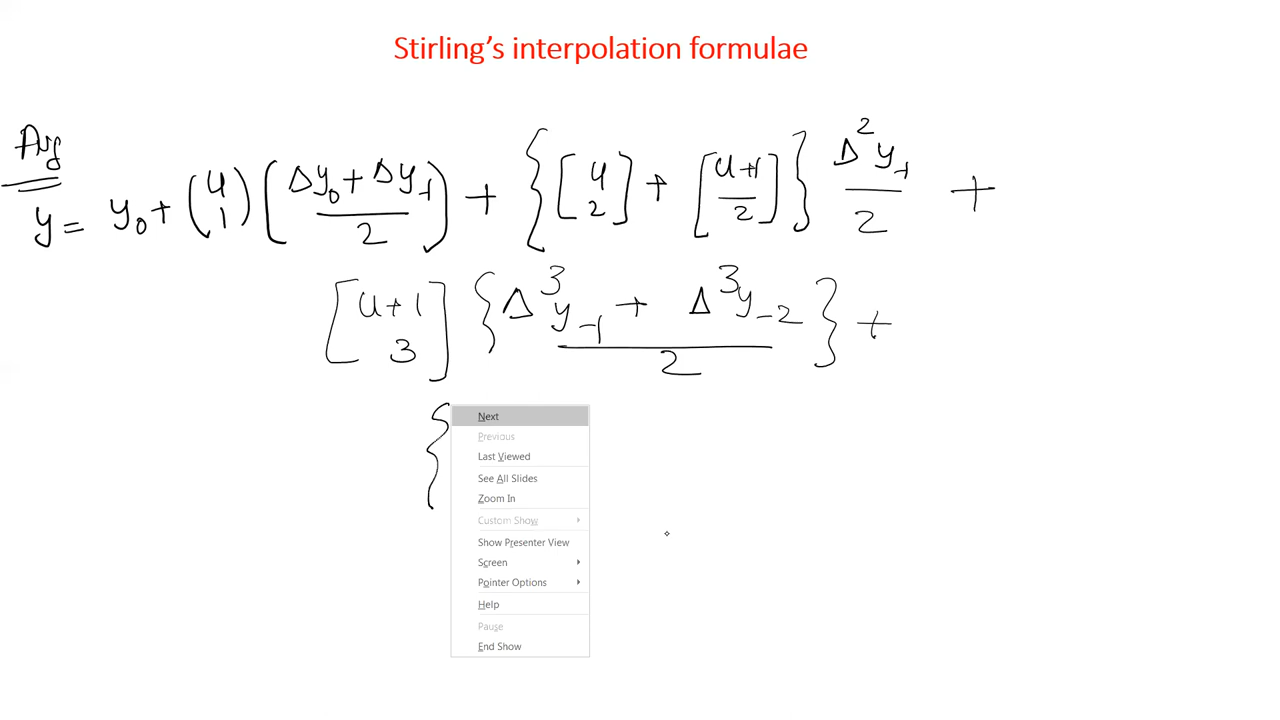 Stirling's interpolation formulae
Avg
y = y₀ + (u 1) (Δy₀ + Δy₋₁ / 2) + { [u 2] + [u+1 / 2] } Δ²y₋₁ / 2 +
[u+1 3] { Δ³y₋₁ + Δ³y₋₂ / 2 } +
{
Next
Previous
Last Viewed
See All Slides
Zoom In
Custom Show
Show Presenter View
Screen
Pointer Options
Help
Pause
End Show